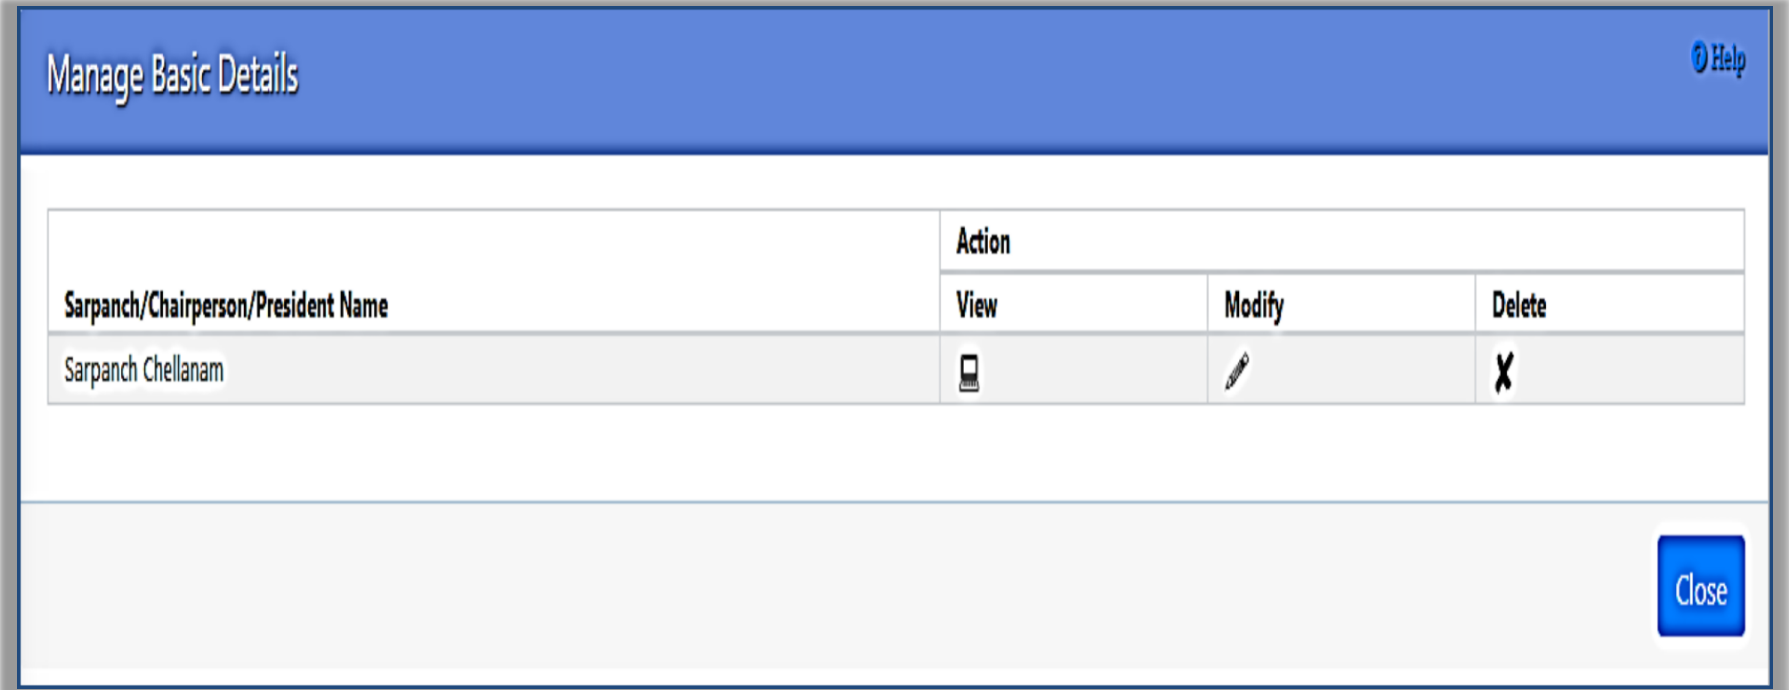 Manage Basic Details
Help
Action
Sarpanch/Chairperson/President Name
View
Modify
Delete
Sarpanch Chellanam
Close